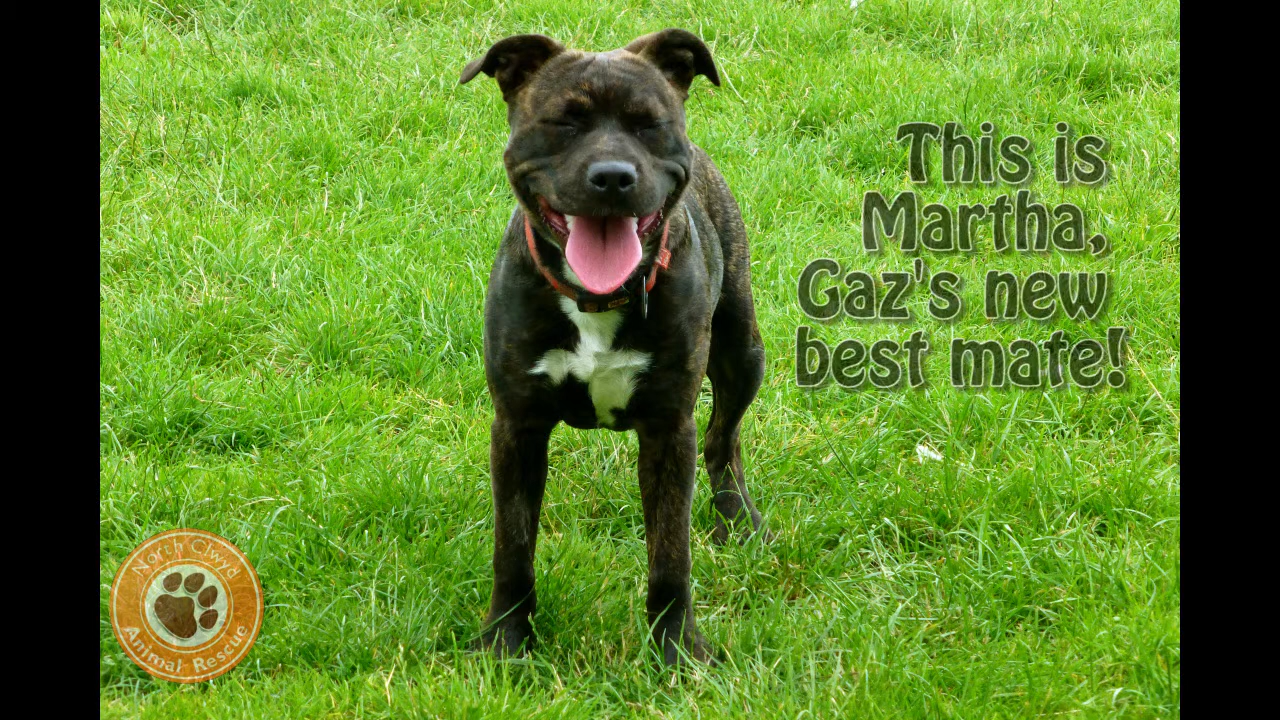 This is
Martha,
Gaz's new
best mate!
North Clwyd
Animal Rescue